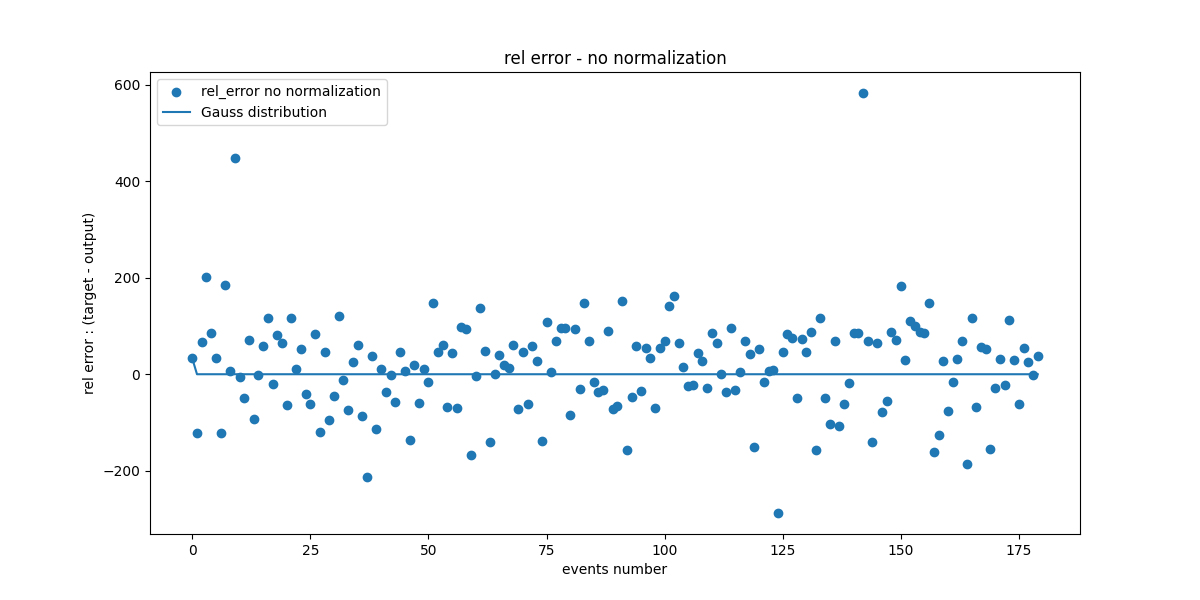 rel error - no normalization
rel_error no normalization
Gauss distribution
rel error : (target - output)
600
400
200
0
−200
0 25 50 75 100 125 150 175
events number